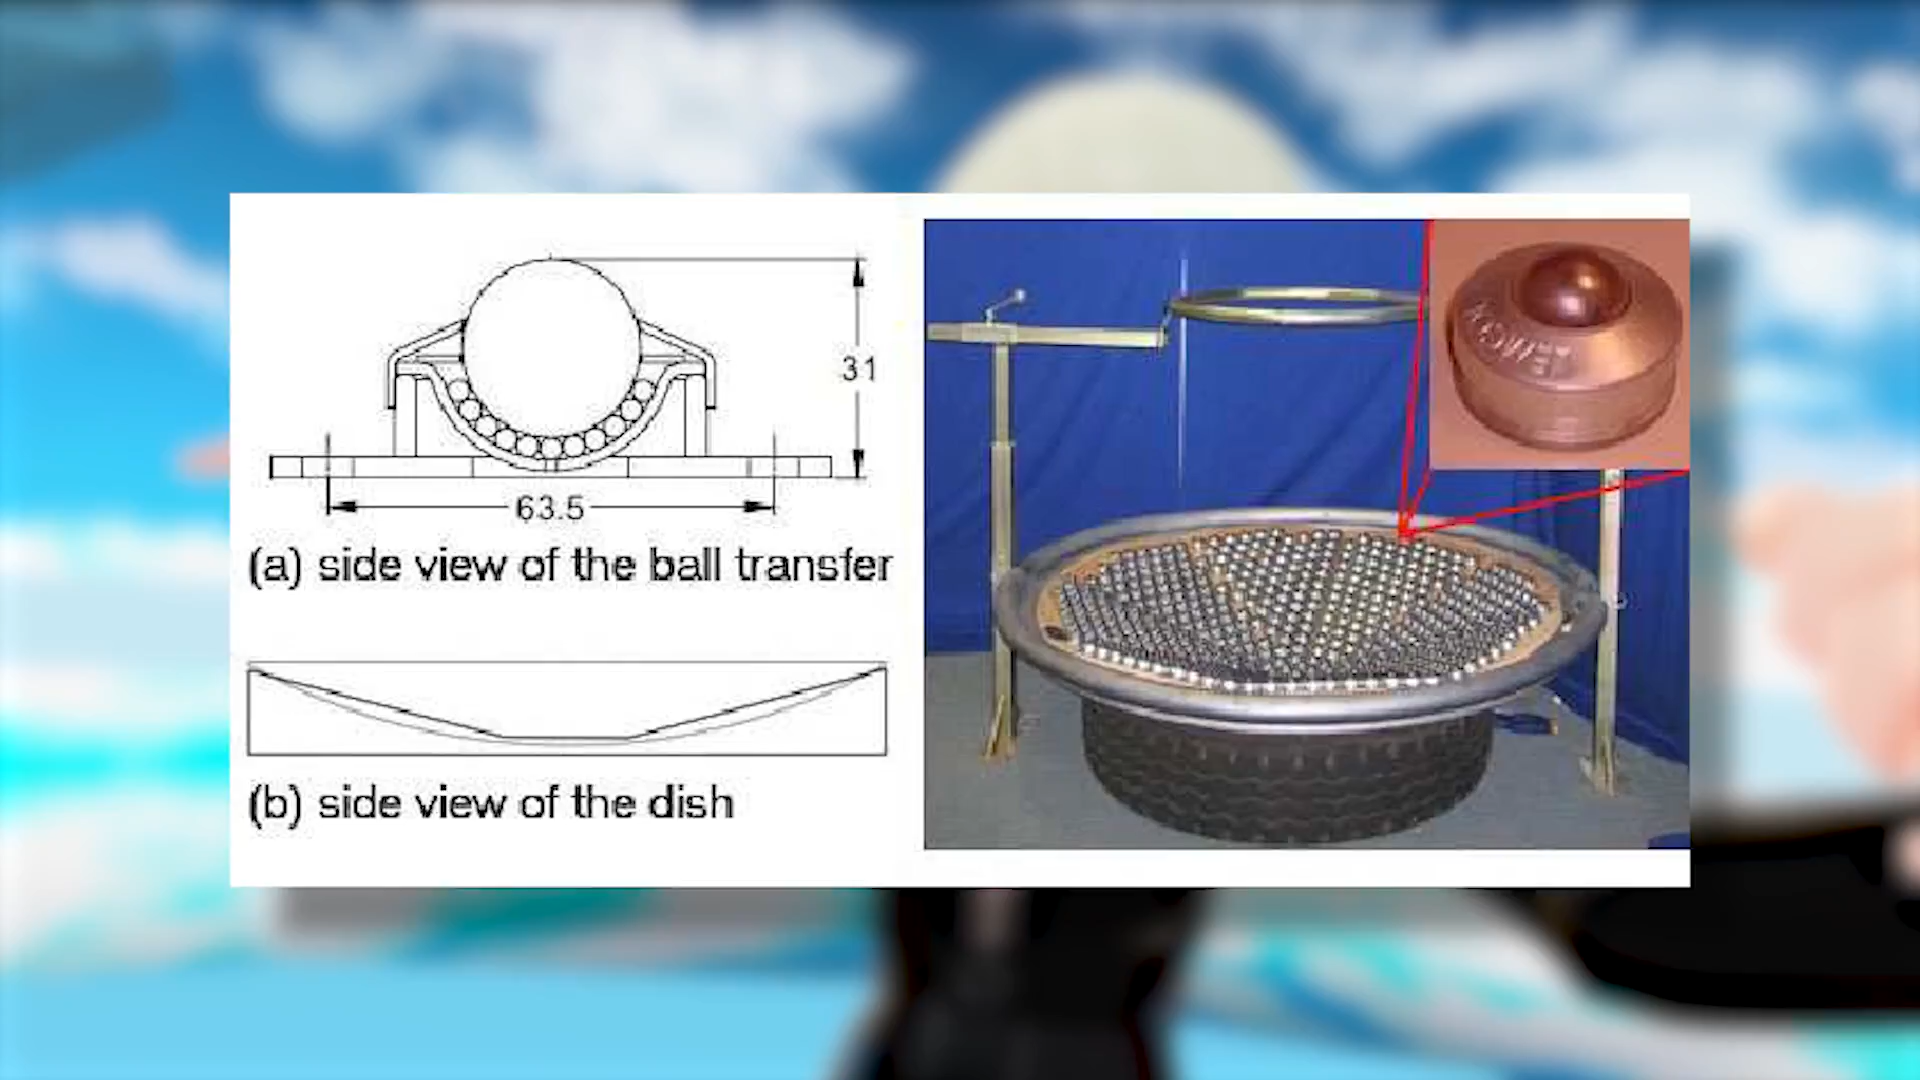 31
63.5
(a) side view of the ball transfer
(b) side view of the dish